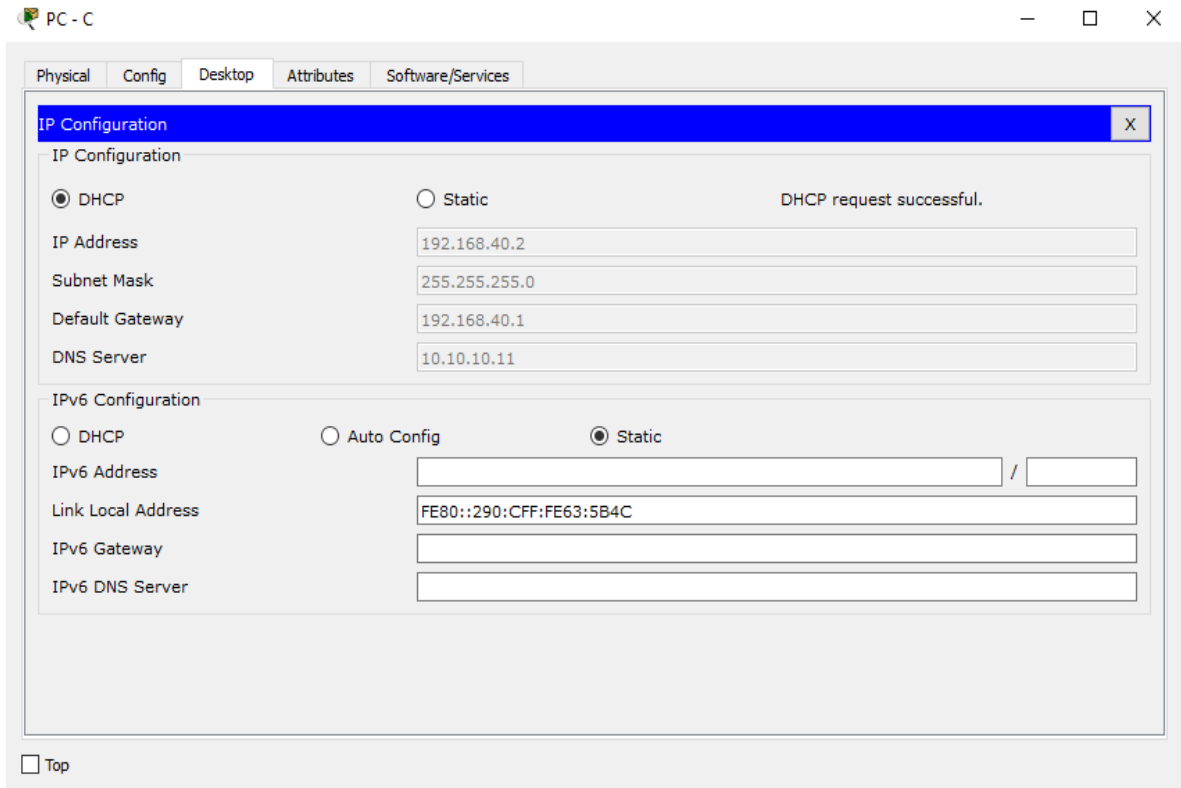 PC - C
Physical Config Desktop Attributes Software/Services
IP Configuration X
IP Configuration
DHCP Static DHCP request successful.
IP Address 192.168.40.2
Subnet Mask 255.255.255.0
Default Gateway 192.168.40.1
DNS Server 10.10.10.11
IPv6 Configuration
DHCP Auto Config Static
IPv6 Address /
Link Local Address FE80::290:CFF:FE63:5B4C
IPv6 Gateway
IPv6 DNS Server
Top